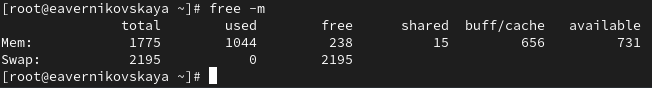 [root@eavernikovskaya ~]# free -m
total used free shared buff/cache available
Mem: 1775 1044 238 15 656 731
Swap: 2195 0 2195
[root@eavernikovskaya ~]#